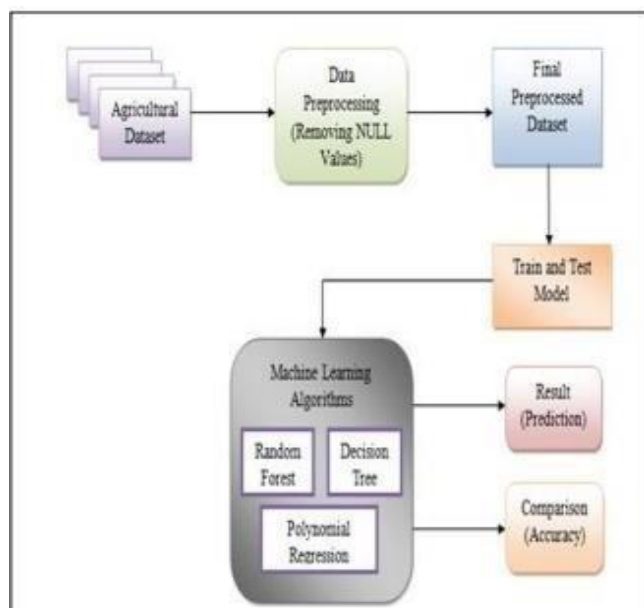 Agricultural
Dataset
Data
Preprocessing
(Removing NULL
Values)
Final
Preprocessed
Dataset
Train and Test
Model
Machine Learning
Algorithms
Random
Forest
Decision
Tree
Polynomial
Regression
Result
(Prediction)
Comparison
(Accuracy)